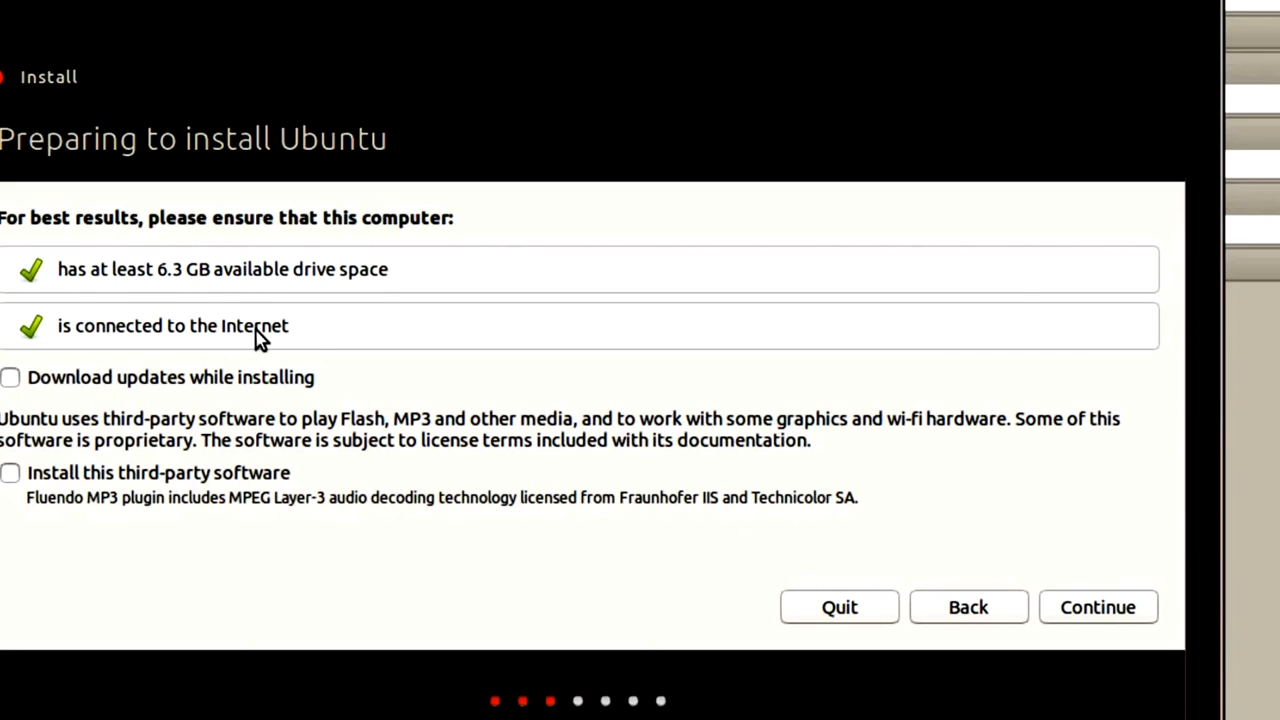 Install
Preparing to install Ubuntu
For best results, please ensure that this computer:
has at least 6.3 GB available drive space
is connected to the Internet
Download updates while installing
Ubuntu uses third-party software to play Flash, MP3 and other media, and to work with some graphics and wi-fi hardware. Some of this
software is proprietary. The software is subject to license terms included with its documentation.
Install this third-party software
Fluendo MP3 plugin includes MPEG Layer-3 audio decoding technology licensed from Fraunhofer IIS and Technicolor SA.
Quit Back Continue